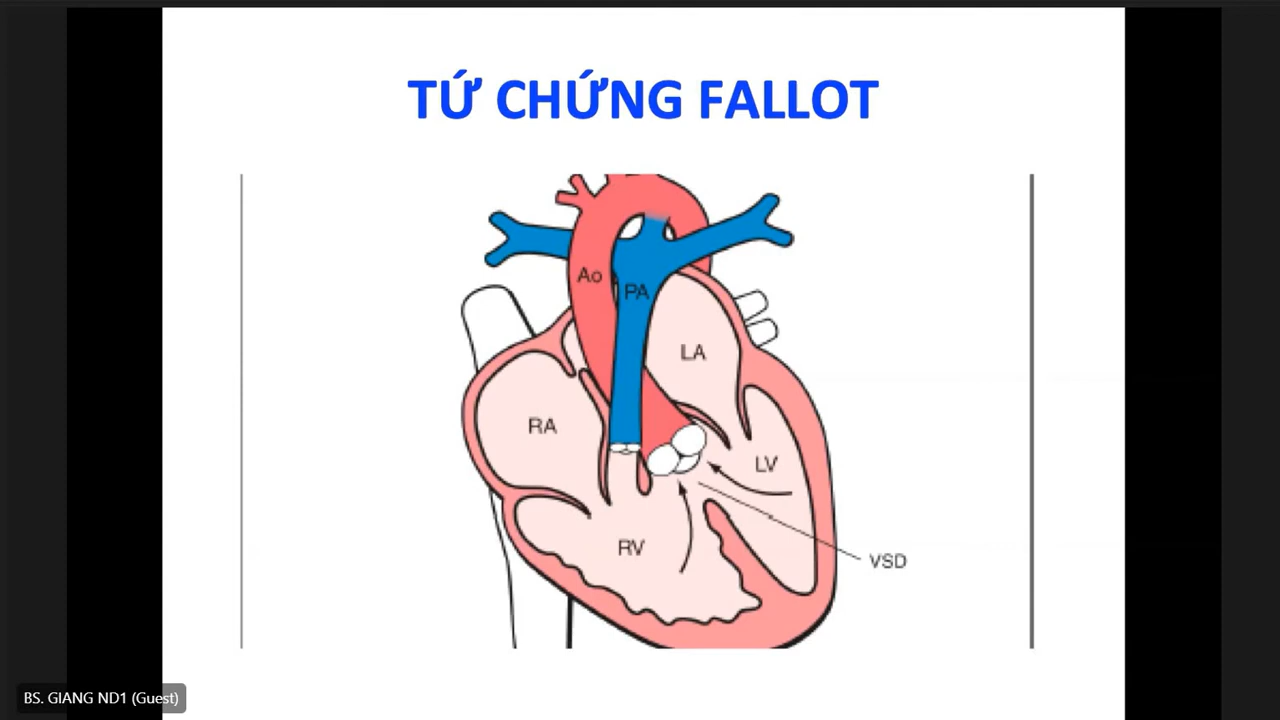 TỨ CHỨNG FALLOT
Ao
PA
LA
RA
LV
RV
VSD
BS. GIANG ND1 (Guest)